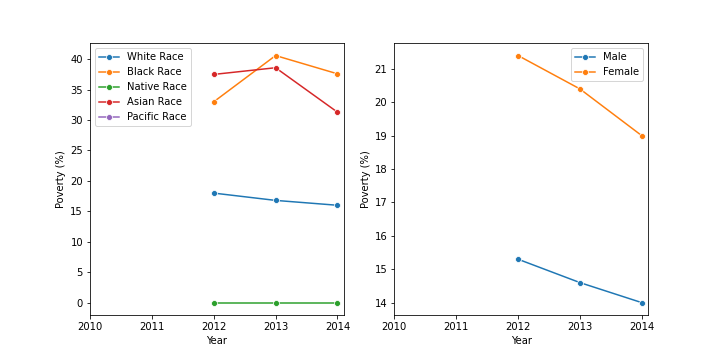 White Race
Black Race
Native Race
Asian Race
Pacific Race
40
35
30
25
20
15
10
5
0
Poverty (%)
2010 2011 2012 2013 2014
Year
Male
Female
21
20
19
18
17
16
15
14
Poverty (%)
2010 2011 2012 2013 2014
Year